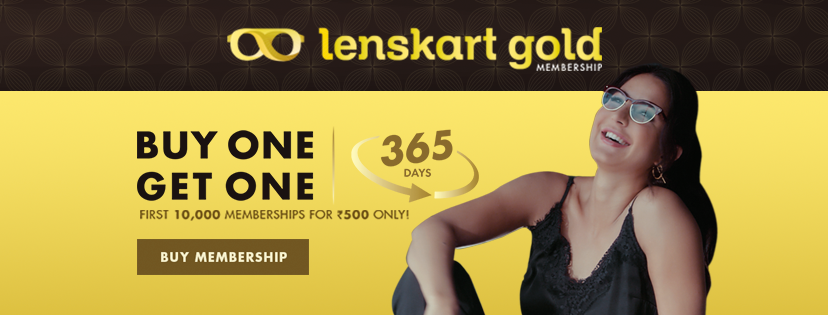 lenskart gold
MEMBERSHIP
BUY ONE
GET ONE
365
DAYS
FIRST 10,000 MEMBERSHIPS FOR ₹500 ONLY!
BUY MEMBERSHIP